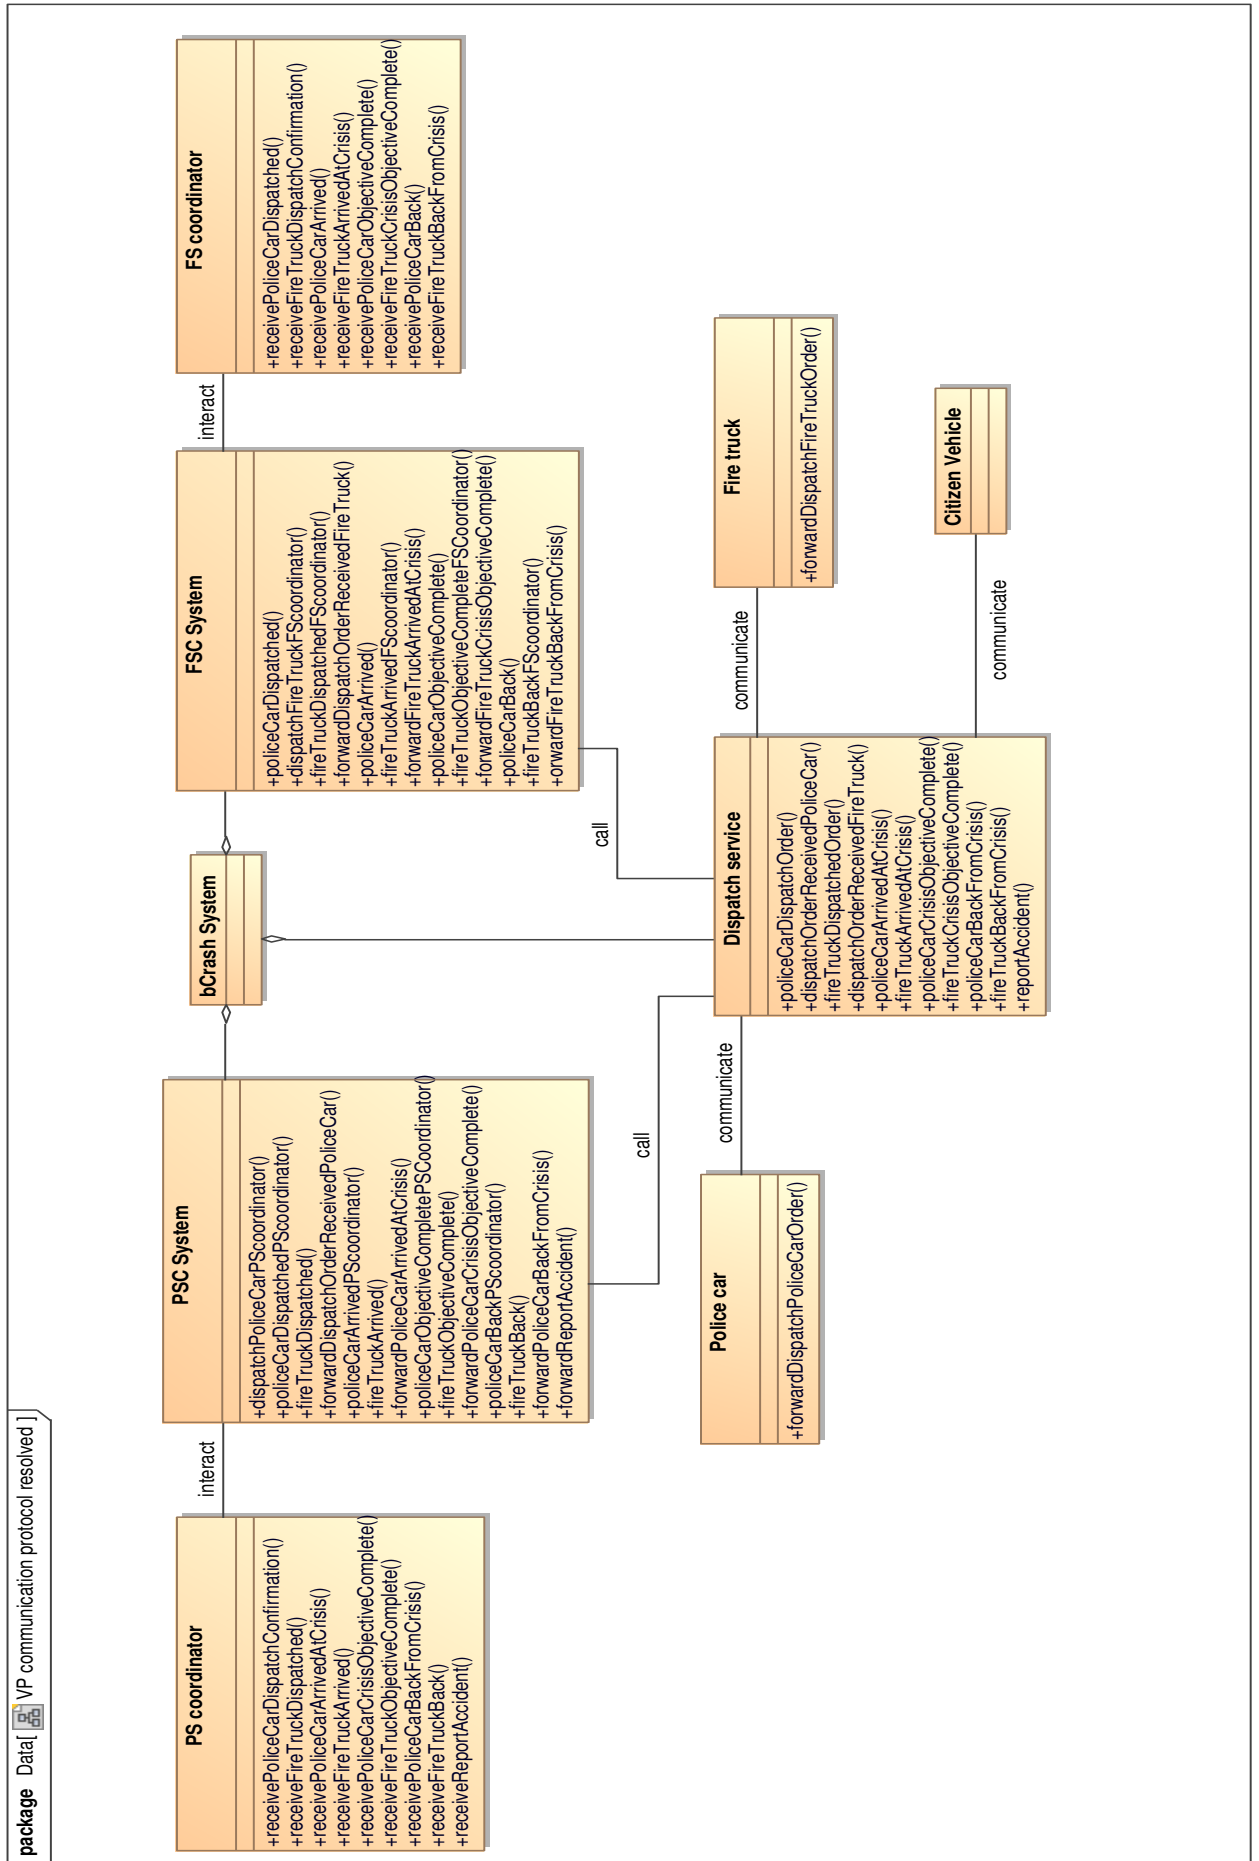 package Data[ VP communication protocol resolved ]
PS coordinator
+receivePoliceCarDispatchConfirmation()
+receiveFireTruckDispatched()
+receivePoliceCarArrivedAtCrisis()
+receiveFireTruckArrived()
+receivePoliceCarCrisisObjectiveComplete()
+receiveFireTruckObjectiveComplete()
+receivePoliceCarBackFromCrisis()
+receiveFireTruckBack()
+receiveReportAccident()
interact
PSC System
+dispatchPoliceCarPScoordinator()
+policeCarDispatchedPScoordinator()
+fireTruckDispatched()
+forwardDispatchOrderReceivedPoliceCar()
+policeCarArrivedPScoordinator()
+fireTruckArrived()
+forwardPoliceCarArrivedAtCrisis()
+policeCarObjectiveCompletePSCoordinator()
+fireTruckObjectiveComplete()
+forwardPoliceCarCrisisObjectiveComplete()
+policeCarBackPScoordinator()
+fireTruckBack()
+forwardPoliceCarBackFromCrisis()
+forwardReportAccident()
bCrash System
FSC System
+policeCarDispatched()
+dispatchFireTruckFScoordinator()
+fireTruckDispatchedFScoordinator()
+forwardDispatchOrderReceivedFireTruck()
+policeCarArrived()
+fireTruckArrivedFScoordinator()
+forwardFireTruckArrivedAtCrisis()
+policeCarObjectiveComplete()
+fireTruckObjectiveCompleteFSCoordinator()
+forwardFireTruckCrisisObjectiveComplete()
+policeCarBack()
+fireTruckBackFScoordinator()
+orwardFireTruckBackFromCrisis()
interact
FS coordinator
+receivePoliceCarDispatched()
+receiveFireTruckDispatchConfirmation()
+receivePoliceCarArrived()
+receiveFireTruckArrivedAtCrisis()
+receivePoliceCarObjectiveComplete()
+receiveFireTruckCrisisObjectiveComplete()
+receivePoliceCarBack()
+receiveFireTruckBackFromCrisis()
call
call
Police car
+forwardDispatchPoliceCarOrder()
communicate
Dispatch service
+policeCarDispatchOrder()
+dispatchOrderReceivedPoliceCar()
+fireTruckDispatchedOrder()
+dispatchOrderReceivedFireTruck()
+policeCarArrivedAtCrisis()
+fireTruckArrivedAtCrisis()
+policeCarCrisisObjectiveComplete()
+fireTruckCrisisObjectiveComplete()
+policeCarBackFromCrisis()
+fireTruckBackFromCrisis()
+reportAccident()
communicate
Fire truck
+forwardDispatchFireTruckOrder()
communicate
Citizen Vehicle